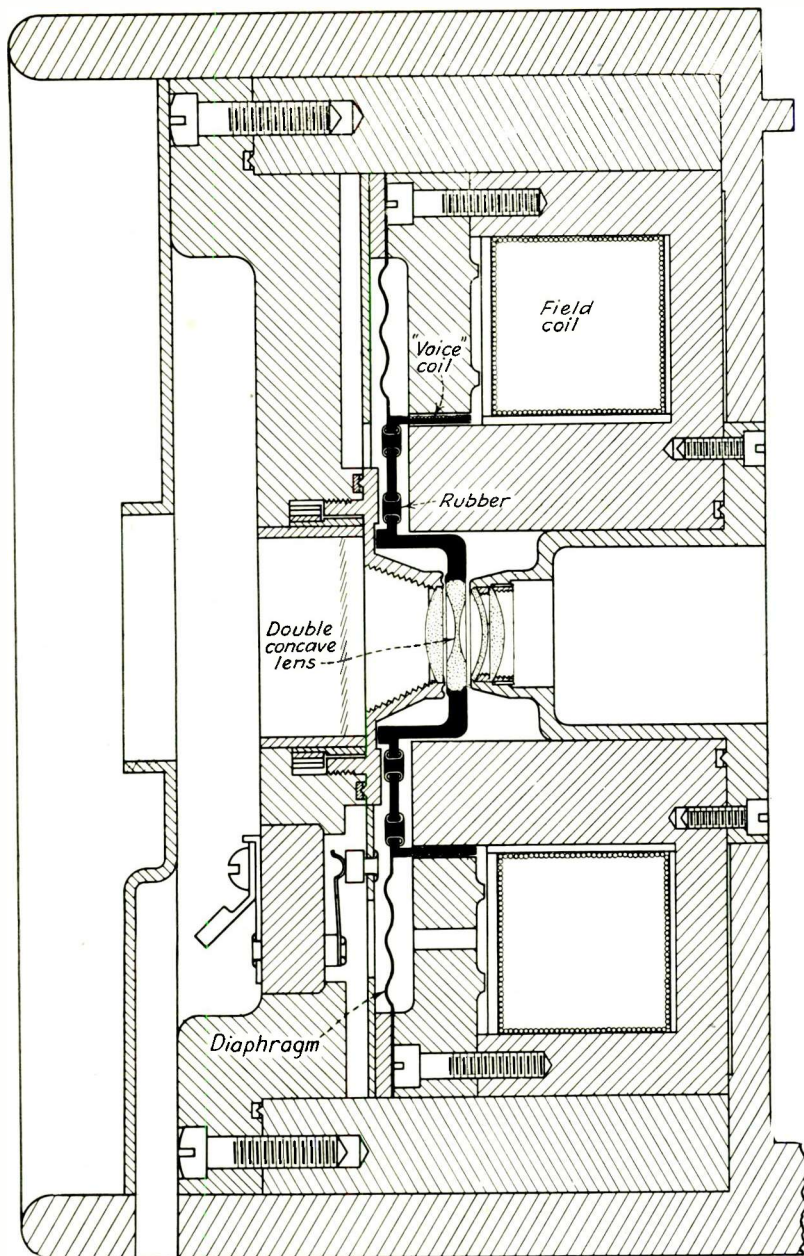 Field
coil
"Voice"
coil
Rubber
Double
concave
lens
Diaphragm